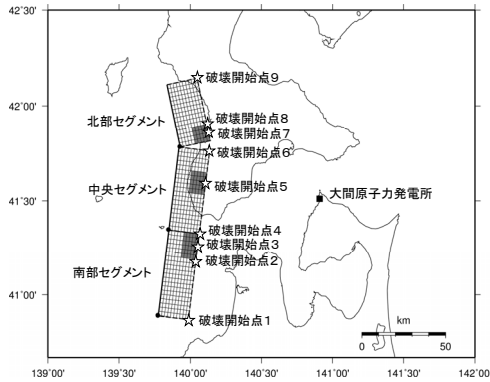 42°30'
42°00'
41°30'
41°00'
139°00'
139°30'
140°00'
140°30'
141°00'
141°30'
142°00'
破壊開始点9
破壊開始点8
破壊開始点7
破壊開始点6
破壊開始点5
破壊開始点4
破壊開始点3
破壊開始点2
破壊開始点1
北部セグメント
中央セグメント
南部セグメント
大間原子力発電所
km
0 50